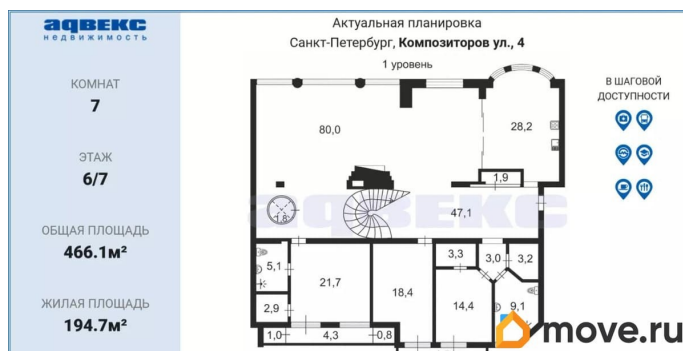 адвекс
недвижимость
КОМНАТ
7
ЭТАЖ
6/7
ОБЩАЯ ПЛОЩАДЬ
466.1м²
ЖИЛАЯ ПЛОЩАДЬ
194.7м²
Актуальная планировка
Санкт-Петербург, Композиторов ул., 4
1 уровень
80,0
28,2
1,9
1,8
47,1
адвекс
5,1
21,7
18,4
3,3
3,0
3,2
2,9
14,4
9,1
1,0
4,3
0,8
В ШАГОВОЙ
ДОСТУПНОСТИ
move.ru